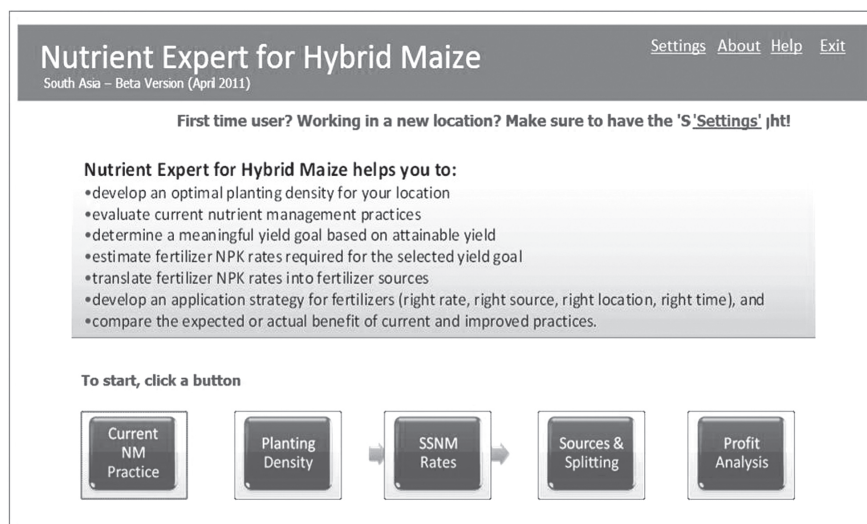 Nutrient Expert for Hybrid Maize
South Asia – Beta Version (April 2011)
Settings About Help Exit
First time user? Working in a new location? Make sure to have the 'S 'Settings' ht!
Nutrient Expert for Hybrid Maize helps you to:
•develop an optimal planting density for your location
•evaluate current nutrient management practices
•determine a meaningful yield goal based on attainable yield
•estimate fertilizer NPK rates required for the selected yield goal
•translate fertilizer NPK rates into fertilizer sources
•develop an application strategy for fertilizers (right rate, right source, right location, right time), and
•compare the expected or actual benefit of current and improved practices.
To start, click a button
Current
NM
Practice
Planting
Density
SSNM
Rates
Sources &
Splitting
Profit
Analysis